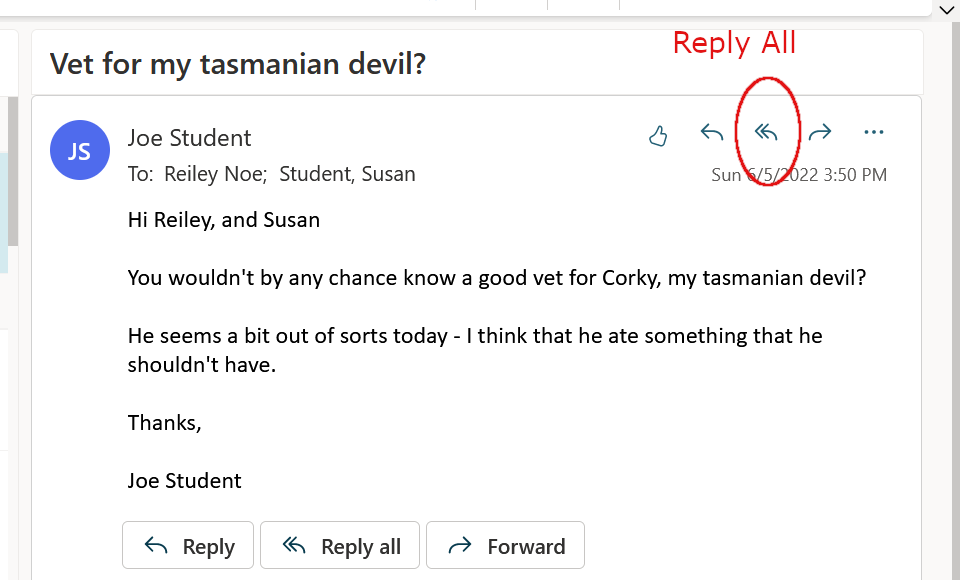 Reply All
Vet for my tasmanian devil?
JS
Joe Student
To: Reiley Noe; Student, Susan
Sun 6/5/2022 3:50 PM
Hi Reiley, and Susan
You wouldn't by any chance know a good vet for Corky, my tasmanian devil?
He seems a bit out of sorts today - I think that he ate something that he
shouldn't have.
Thanks,
Joe Student
Reply
Reply all
Forward